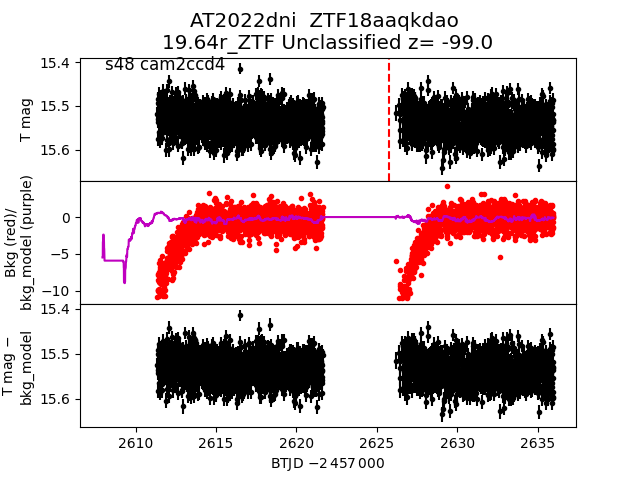 AT2022dni  ZTF18aaqkdao
19.64r_ZTF Unclassified z= -99.0
s48 cam2ccd4
15.4
15.5
15.6
T mag
0
−5
−10
Bkg (red)/
bkg_model (purple)
15.4
15.5
15.6
T mag −
bkg_model
2610
2615
2620
2625
2630
2635
BTJD −2 457 000